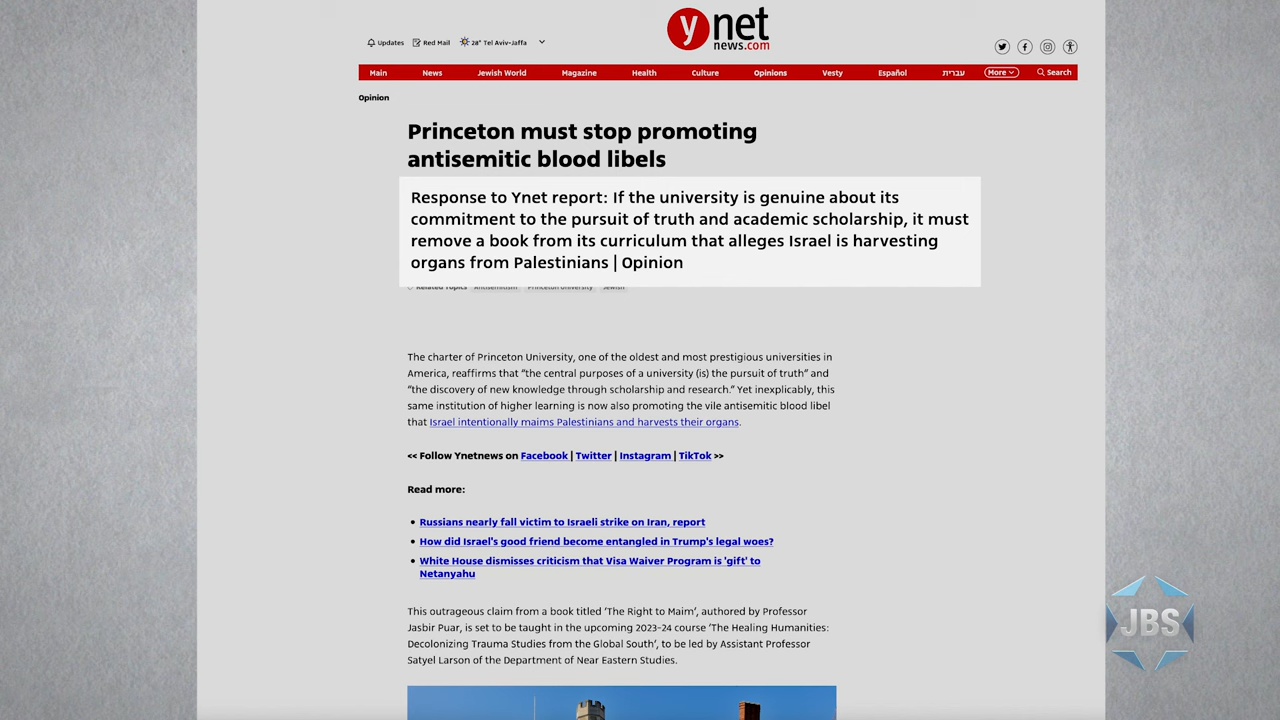 Updates Red Mail 28° Tel Aviv-Jaffa
y net
news.com
Main News Jewish World Magazine Health Culture Opinions Vesty Español עברית More Search
Opinion
Princeton must stop promoting
antisemitic blood libels
Response to Ynet report: If the university is genuine about its
commitment to the pursuit of truth and academic scholarship, it must
remove a book from its curriculum that alleges Israel is harvesting
organs from Palestinians | Opinion
Related Topics Antisemitism Princeton University Jewish
The charter of Princeton University, one of the oldest and most prestigious universities in
America, reaffirms that “the central purposes of a university (is) the pursuit of truth” and
“the discovery of new knowledge through scholarship and research.” Yet inexplicably, this
same institution of higher learning is now also promoting the vile antisemitic blood libel
that Israel intentionally maims Palestinians and harvests their organs.
<< Follow Ynetnews on Facebook | Twitter | Instagram | TikTok >>
Read more:
• Russians nearly fall victim to Israeli strike on Iran, report
• How did Israel's good friend become entangled in Trump's legal woes?
• White House dismisses criticism that Visa Waiver Program is 'gift' to
Netanyahu
This outrageous claim from a book titled ‘The Right to Maim’, authored by Professor
Jasbir Puar, is set to be taught in the upcoming 2023-24 course ‘The Healing Humanities:
Decolonizing Trauma Studies from the Global South’, to be led by Assistant Professor
Satyel Larson of the Department of Near Eastern Studies.
JBS